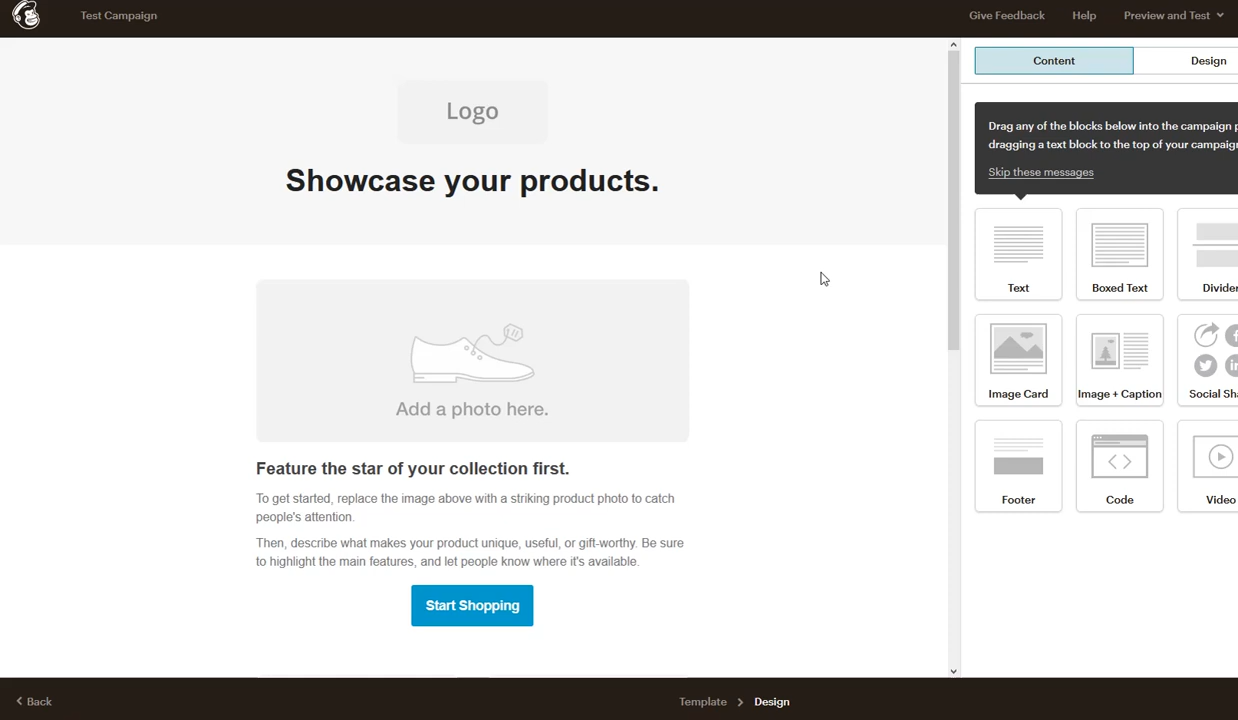 Test Campaign
Give Feedback
Help
Preview and Test
Logo
Showcase your products.
Add a photo here.
Feature the star of your collection first.
To get started, replace the image above with a striking product photo to catch
people's attention.
Then, describe what makes your product unique, useful, or gift-worthy. Be sure
to highlight the main features, and let people know where it's available.
Start Shopping
Content
Design
Drag any of the blocks below into the campaign
dragging a text block to the top of your campaign
Skip these messages
Text
Boxed Text
Divider
Image Card
Image + Caption
Social Sha
Footer
Code
Video
Back
Template
Design